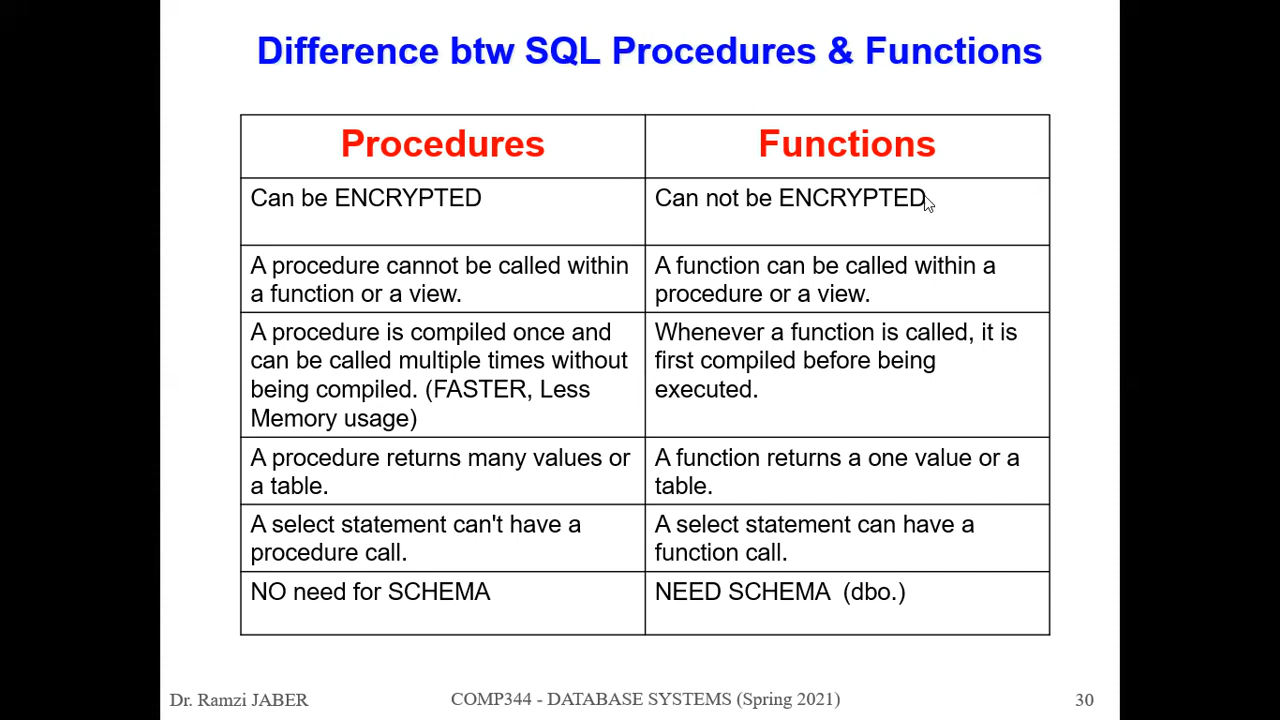 Difference btw SQL Procedures & Functions
Procedures
Functions
Can be ENCRYPTED
Can not be ENCRYPTED
A procedure cannot be called within
a function or a view.
A function can be called within a
procedure or a view.
A procedure is compiled once and
can be called multiple times without
being compiled. (FASTER, Less
Memory usage)
Whenever a function is called, it is
first compiled before being
executed.
A procedure returns many values or
a table.
A function returns a one value or a
table.
A select statement can't have a
procedure call.
A select statement can have a
function call.
NO need for SCHEMA
NEED SCHEMA (dbo.)
Dr. Ramzi JABER
COMP344 - DATABASE SYSTEMS (Spring 2021)
30